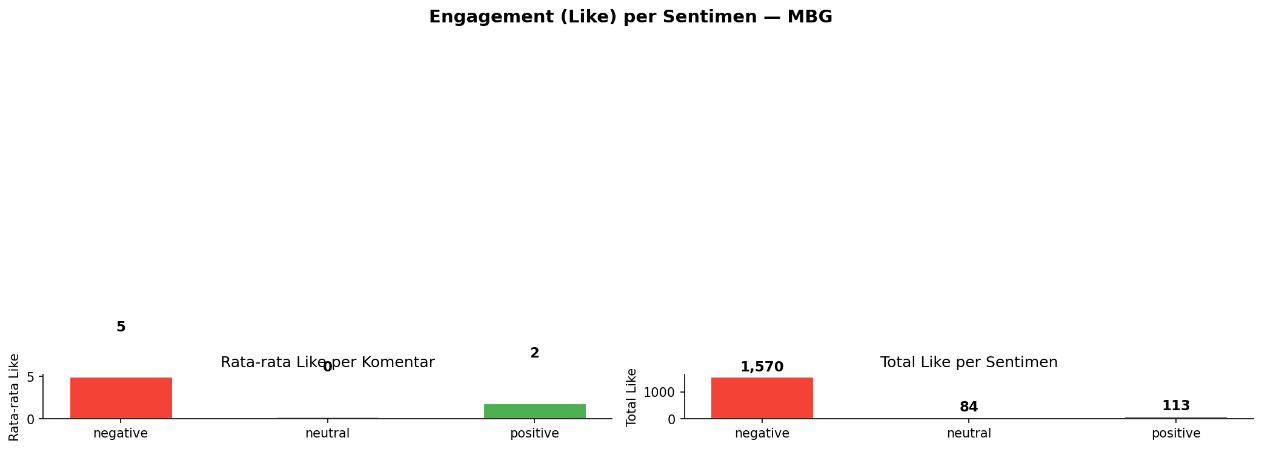 Engagement (Like) per Sentimen — MBG
Rata-rata Like per Komentar
Rata-rata Like
5
0
5
0
2
negative
neutral
positive
Total Like per Sentimen
Total Like
1000
0
1,570
84
113
negative
neutral
positive